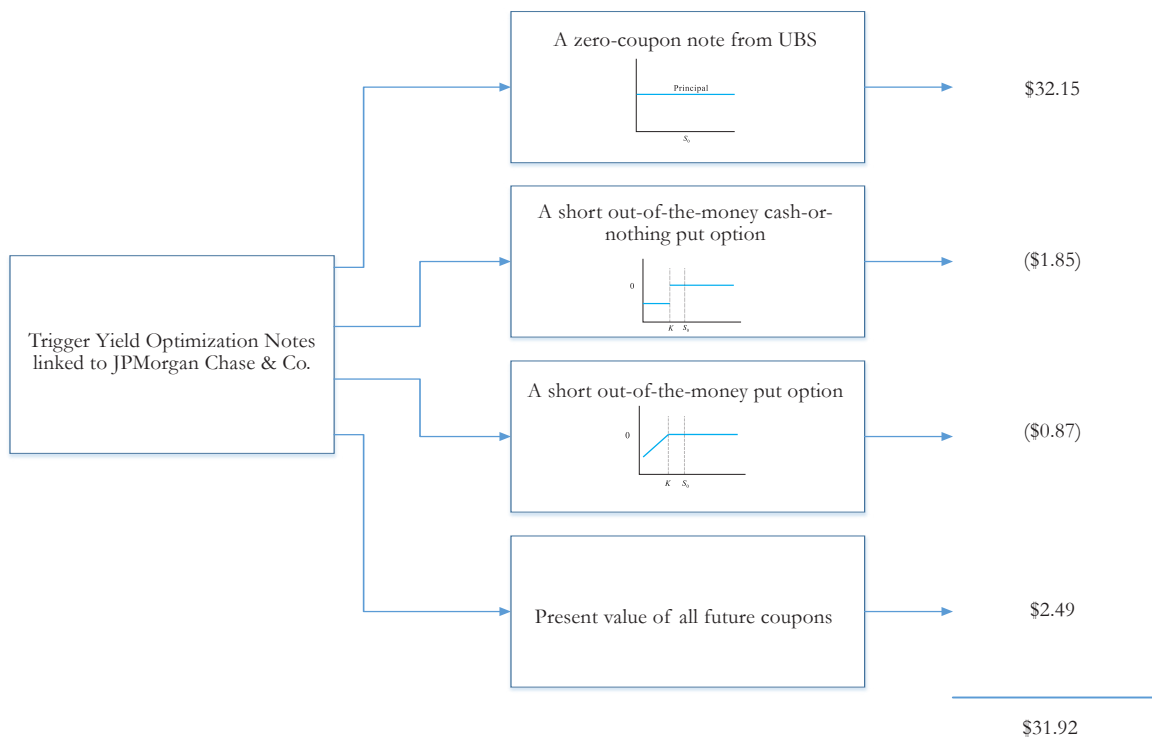 A zero-coupon note from UBS
Principal
S₀
$32.15
A short out-of-the-money cash-or-
nothing put option
0
K S₀
($1.85)
Trigger Yield Optimization Notes
linked to JPMorgan Chase & Co.
A short out-of-the-money put option
0
K S₀
($0.87)
Present value of all future coupons
$2.49
$31.92